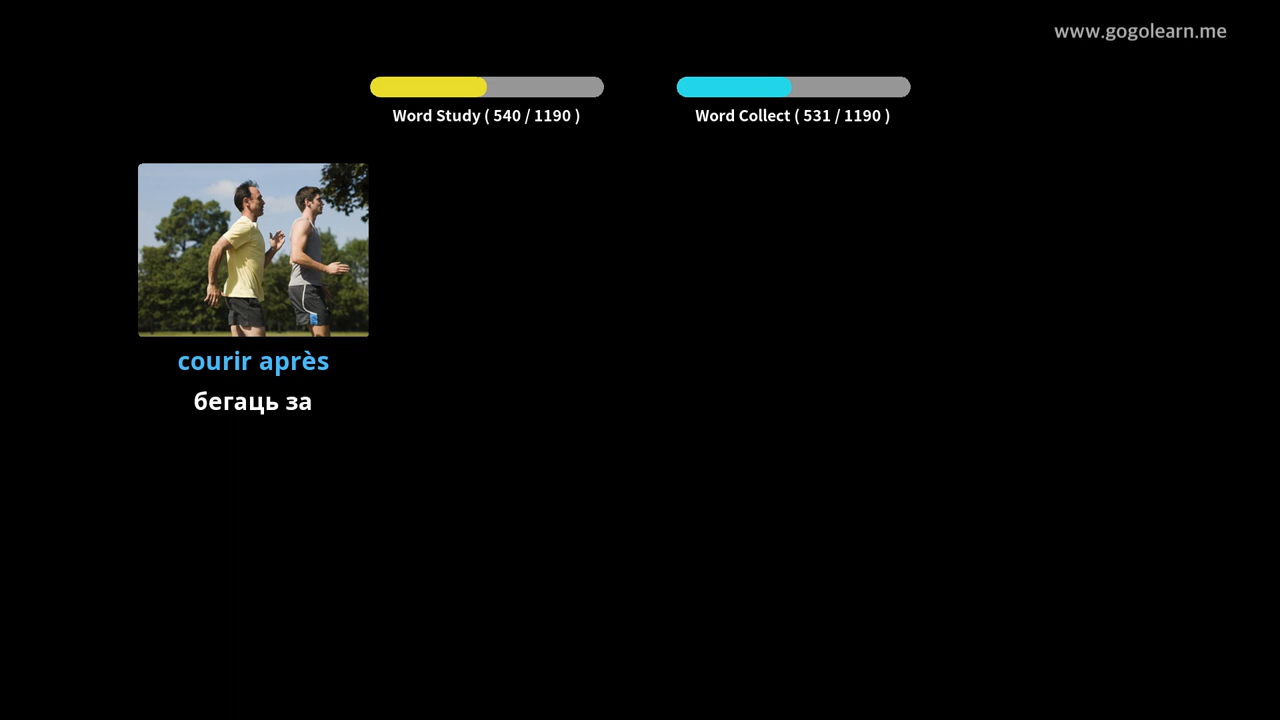 www.gogolearn.me
Word Study ( 540 / 1190 )
Word Collect ( 531 / 1190 )
courir après
бегаць за